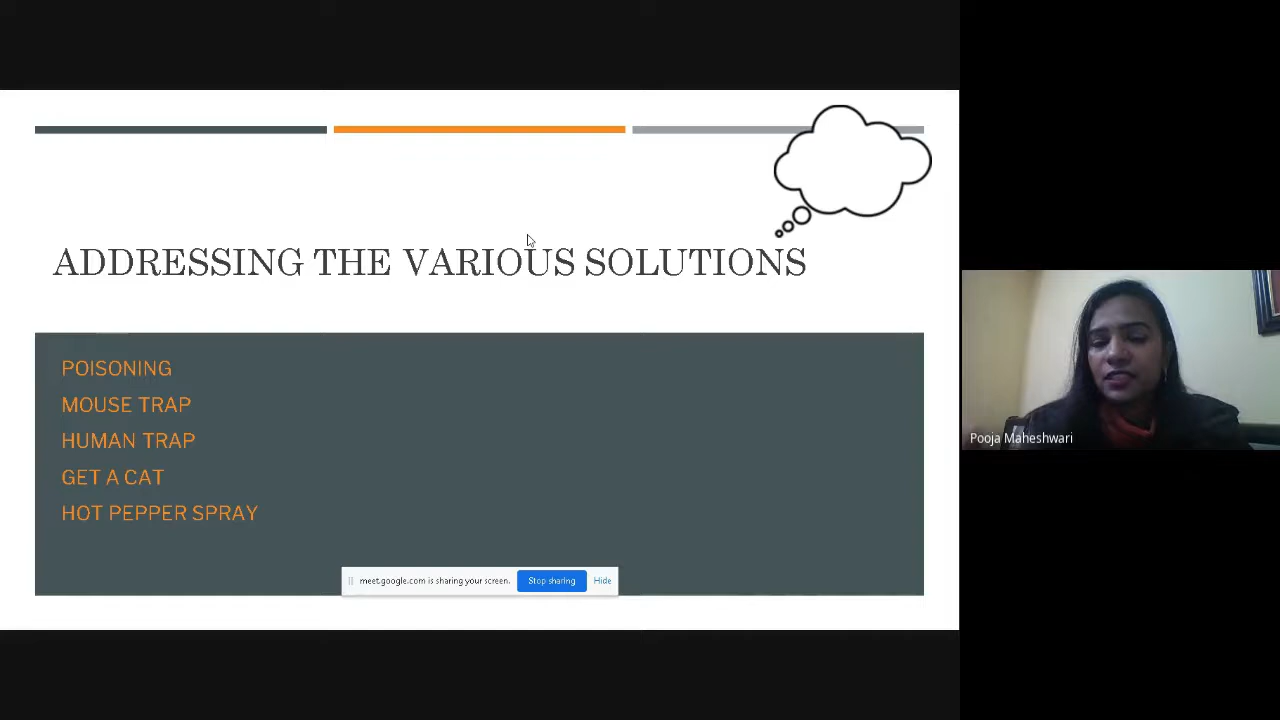 ADDRESSING THE VARIOUS SOLUTIONS
POISONING
MOUSE TRAP
HUMAN TRAP
GET A CAT
HOT PEPPER SPRAY
meet.google.com is sharing your screen. Stop sharing Hide
Pooja Maheshwari